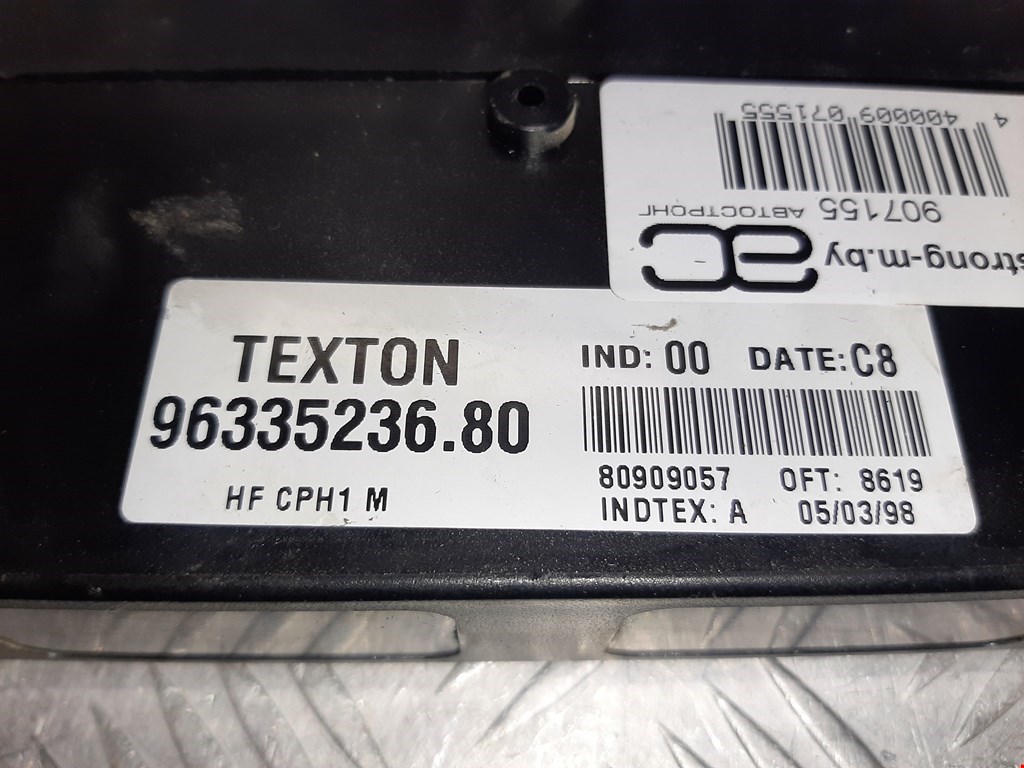 4 400009 071555
907155 АВТОСТРОНГ
strong-m.by
TEXTON
96335236.80
HF CPH1 M
IND: 00 DATE: C8
80909057 OFT: 8619
INDTEX: A 05/03/98